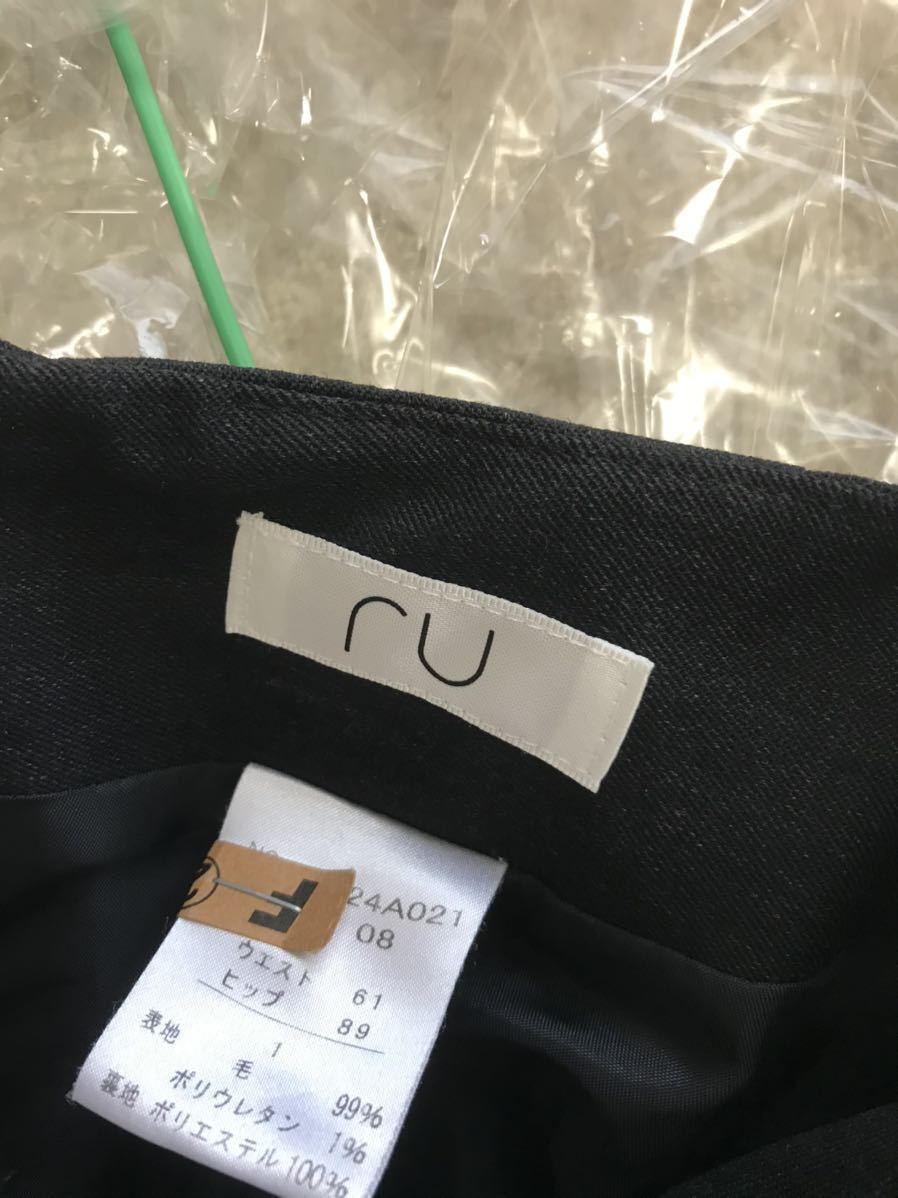 ru
24A021
08
ウエスト 61
ヒップ 89
1
表地 毛 99%
ポリウレタン 1%
裏地 ポリエステル 100%